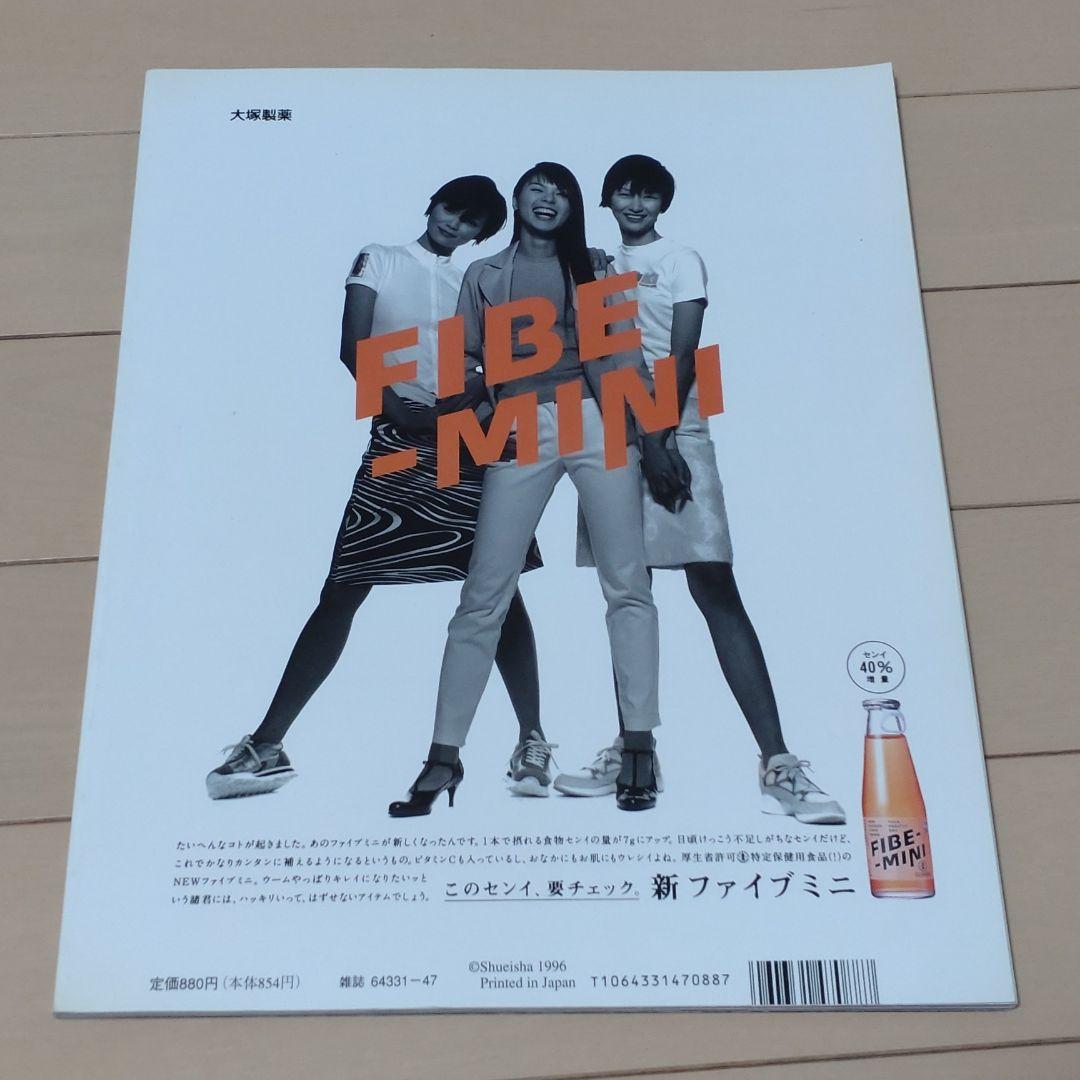 大塚製薬
FIBE
-MINI
センイ
40%
増量
FIBE-
-MINI
たいへんなコトが起きました。あのファイブミニが新しくなったんです。1本で摂れる食物センイの量が7gにアップ。日頃けっこう不足しがちなセンイだけど、
これでかなりカンタンに補えるようになるというもの。ビタミンCも入っているし、おなかにもお肌にもウレシイよね。厚生省許可特定保健用食品(!)の
NEWファイブミニ。ウームやっぱりキレイになりたいッと
いう諸君には、ハッキリいって、はずせないアイテムでしょう。
このセンイ、要チェック。 新ファイブミニ
定価880円(本体854円) 雑誌 64331-47 ©Shueisha 1996
Printed in Japan T1064331470887